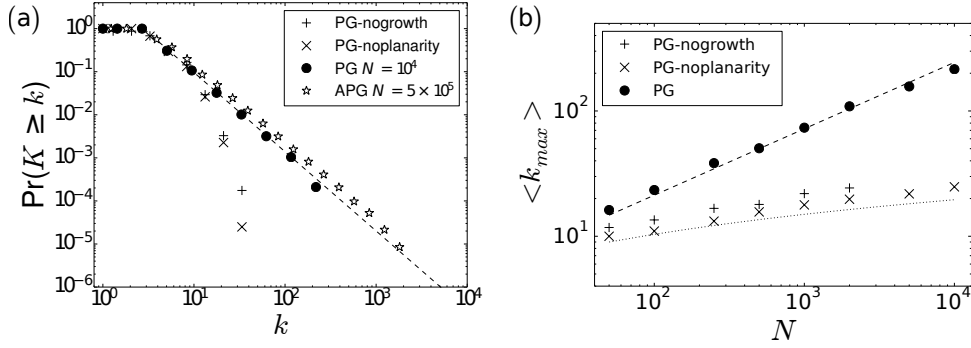 (a)
Pr(K ≥ k)
10^0
10^-1
10^-2
10^-3
10^-4
10^-5
10^-6
10^0 10^1 10^2 10^3 10^4
k
PG-nogrowth
PG-noplanarity
PG N = 10^4
APG N = 5 × 10^5
(b)
<k_max>
10^2
10^1
10^2 10^3 10^4
N
PG-nogrowth
PG-noplanarity
PG